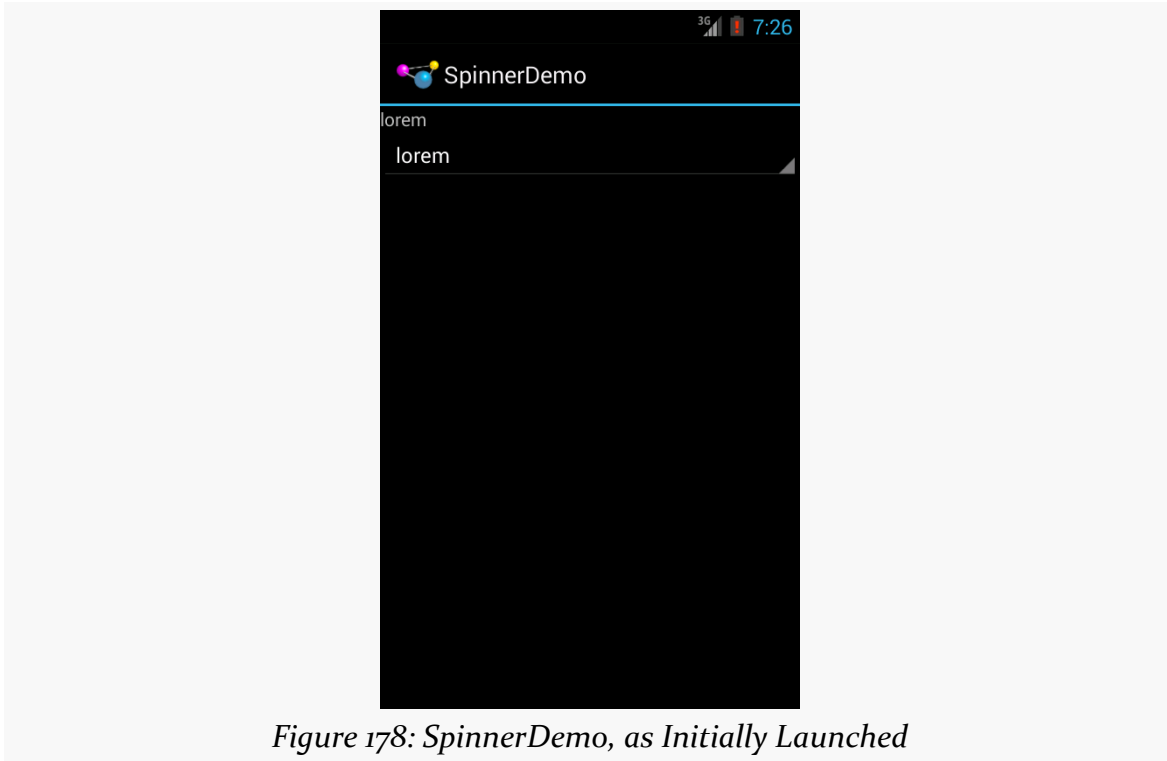 3G 7:26
SpinnerDemo
lorem
lorem
Figure 178: SpinnerDemo, as Initially Launched